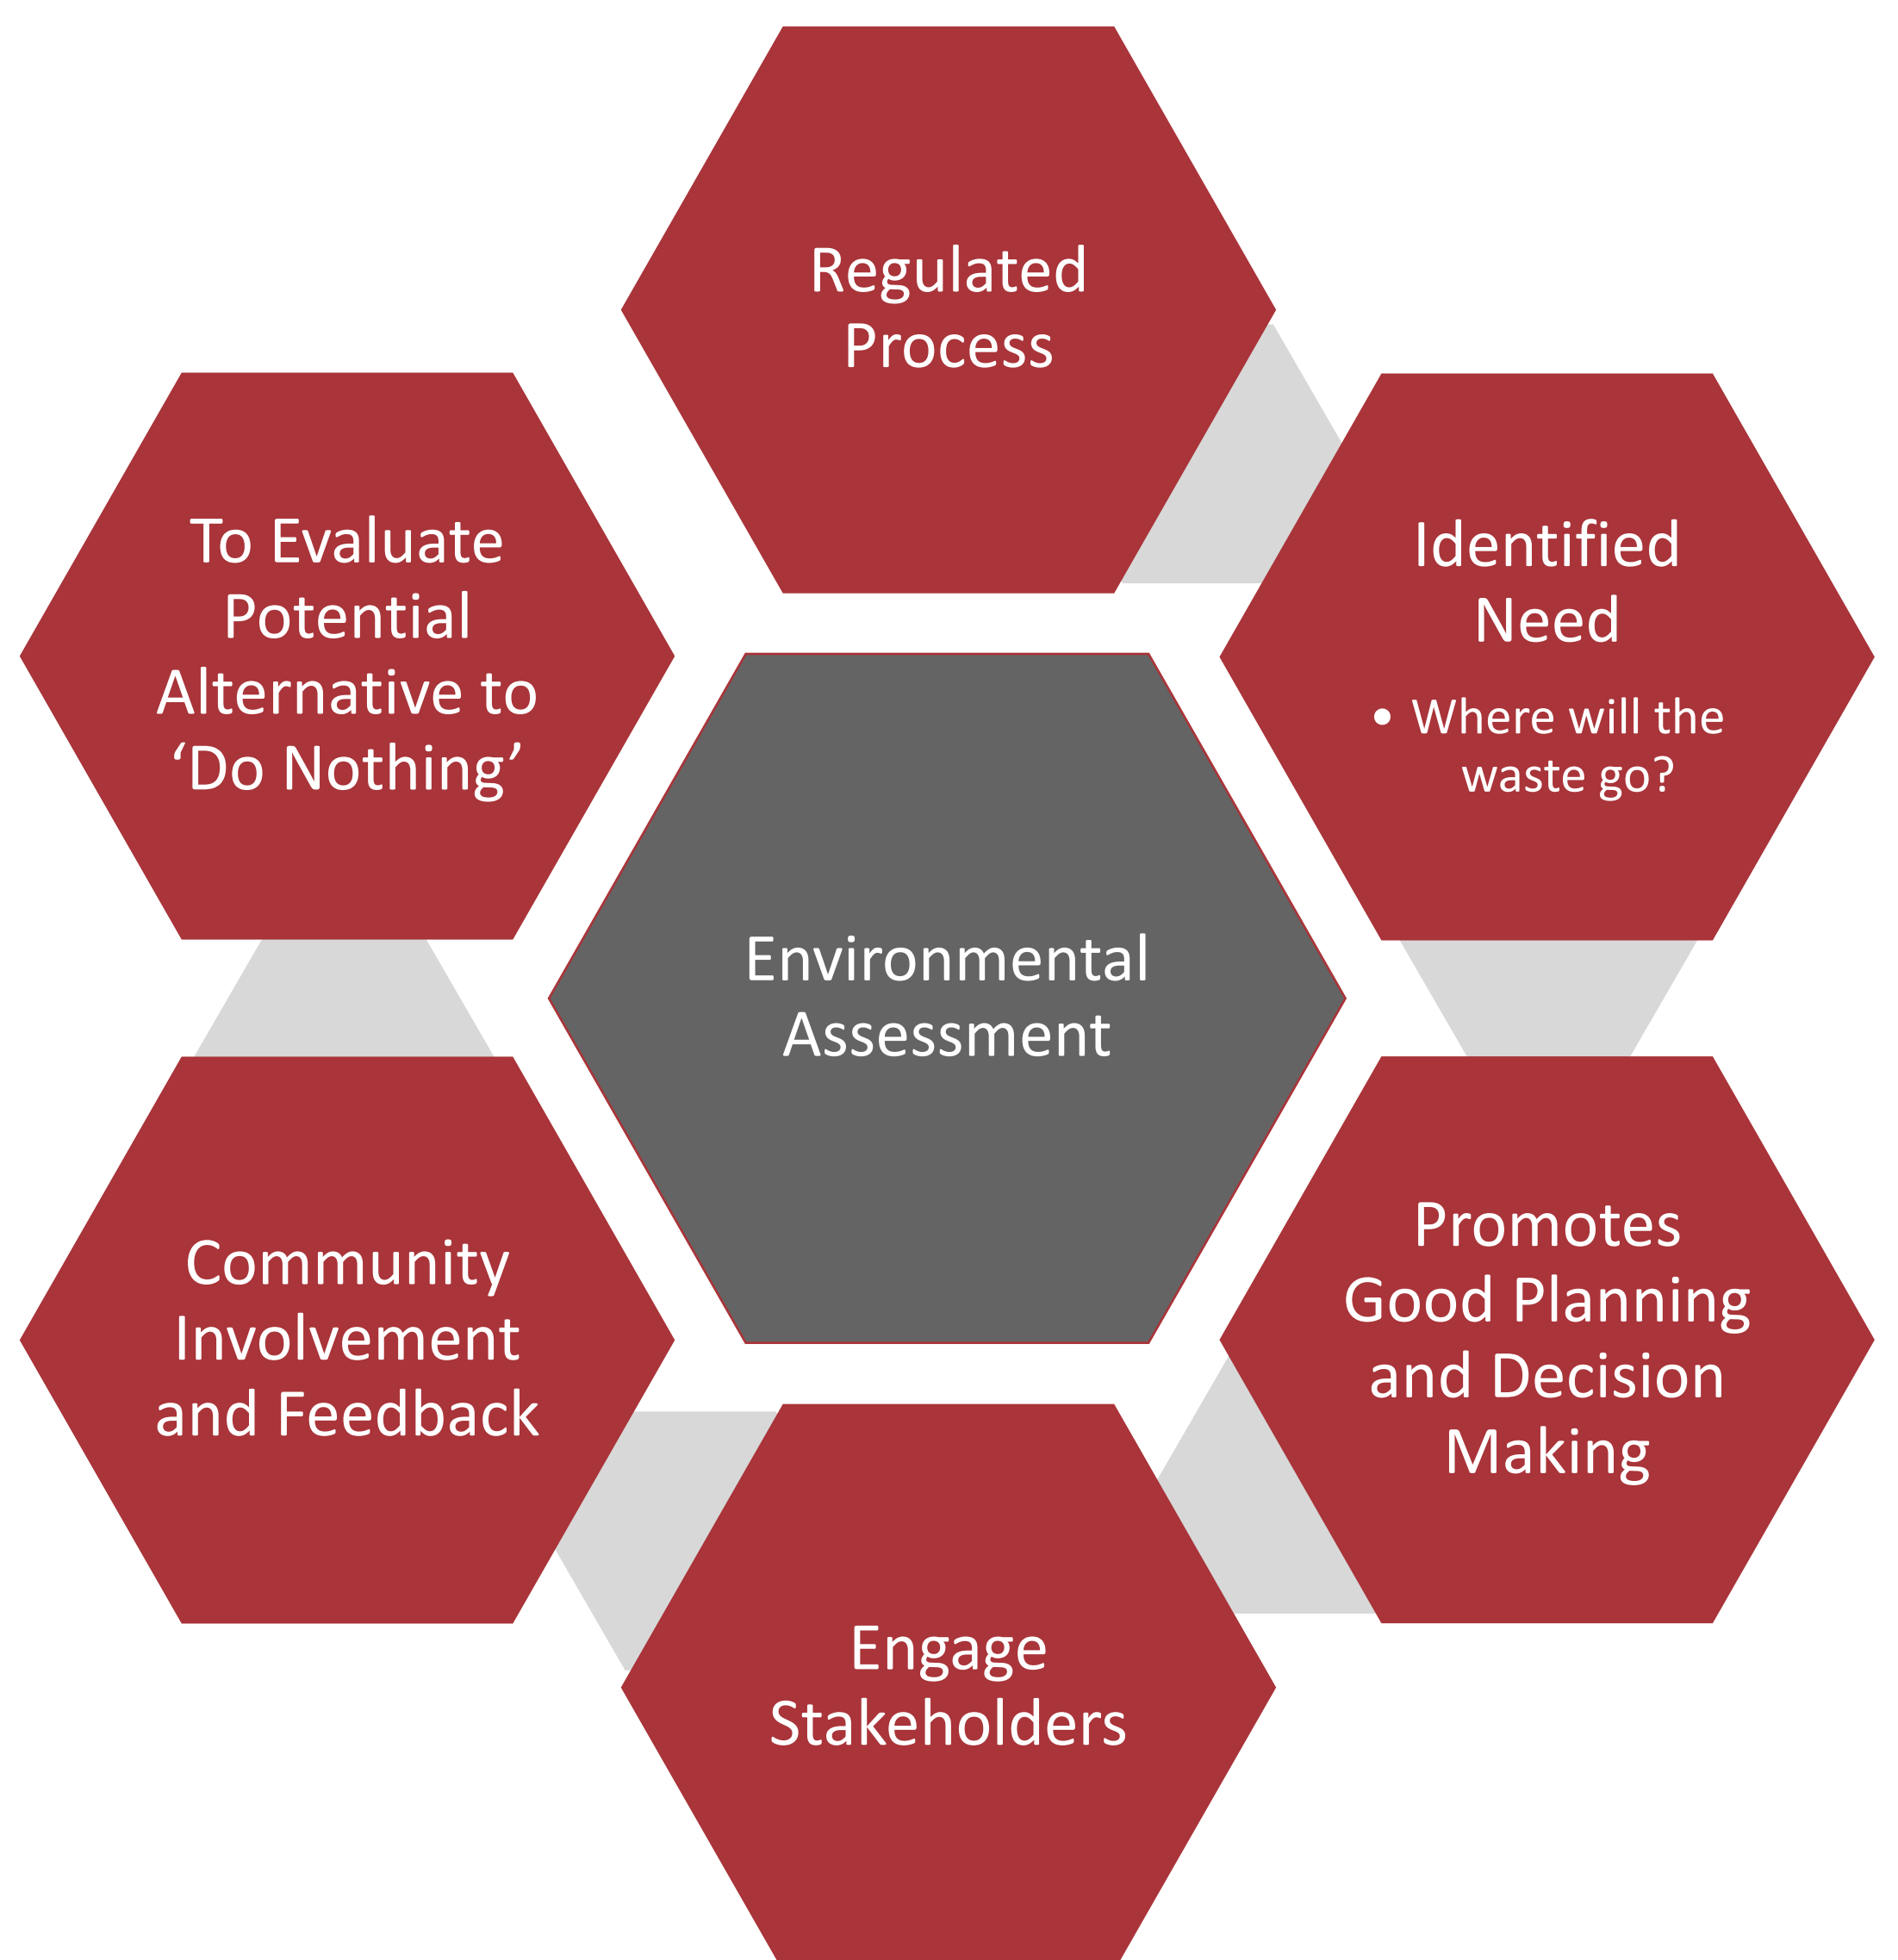 Regulated
Process
Identified
Need
• Where will the
waste go?
Promotes
Good Planning
and Decision
Making
Engage
Stakeholders
Community
Involvement
and Feedback
To Evaluate
Potential
Alternative to
‘Do Nothing’
Environmental
Assessment